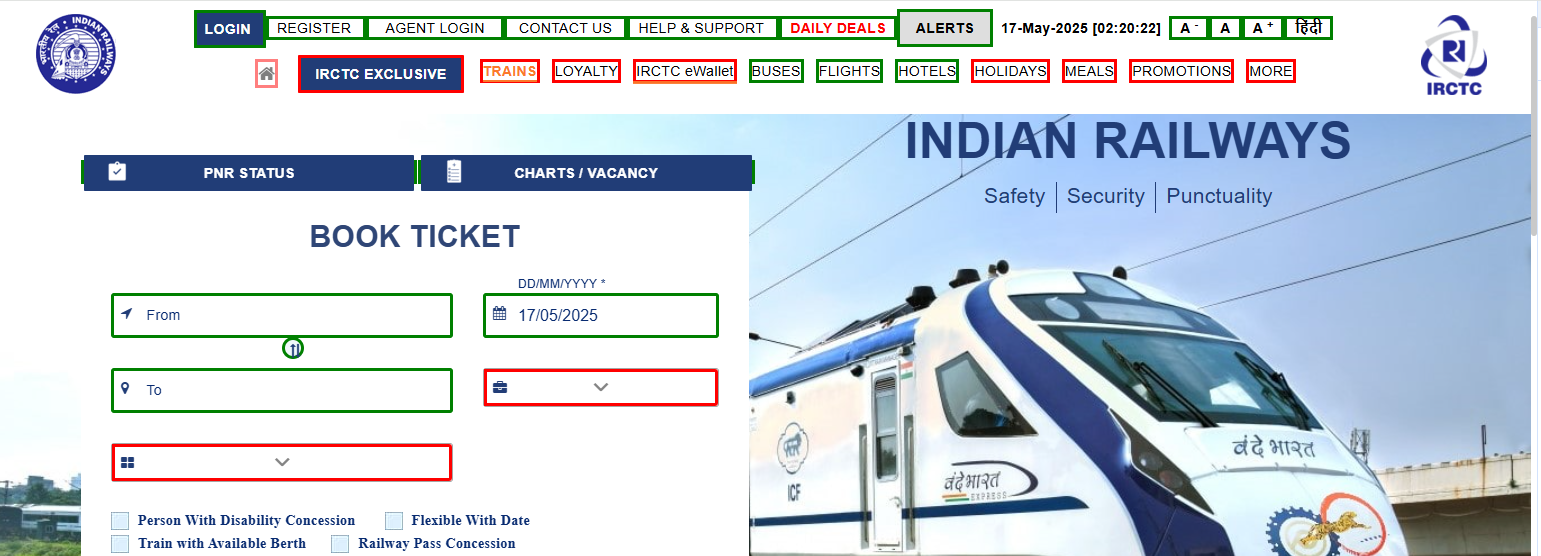 INDIAN RAILWAYS
भारतीय रेल
LOGIN REGISTER AGENT LOGIN CONTACT US HELP & SUPPORT DAILY DEALS ALERTS 17-May-2025 [02:20:22] A - A A + हिंदी
IRCTC EXCLUSIVE TRAINS LOYALTY IRCTC eWallet BUSES FLIGHTS HOTELS HOLIDAYS MEALS PROMOTIONS MORE
IRCTC
INDIAN RAILWAYS
Safety | Security | Punctuality
PNR STATUS CHARTS / VACANCY
BOOK TICKET
DD/MM/YYYY *
From 17/05/2025
To
वंदे भारत
वंदे भारत
EXPRESS
ICF
Person With Disability Concession Flexible With Date
Train with Available Berth Railway Pass Concession